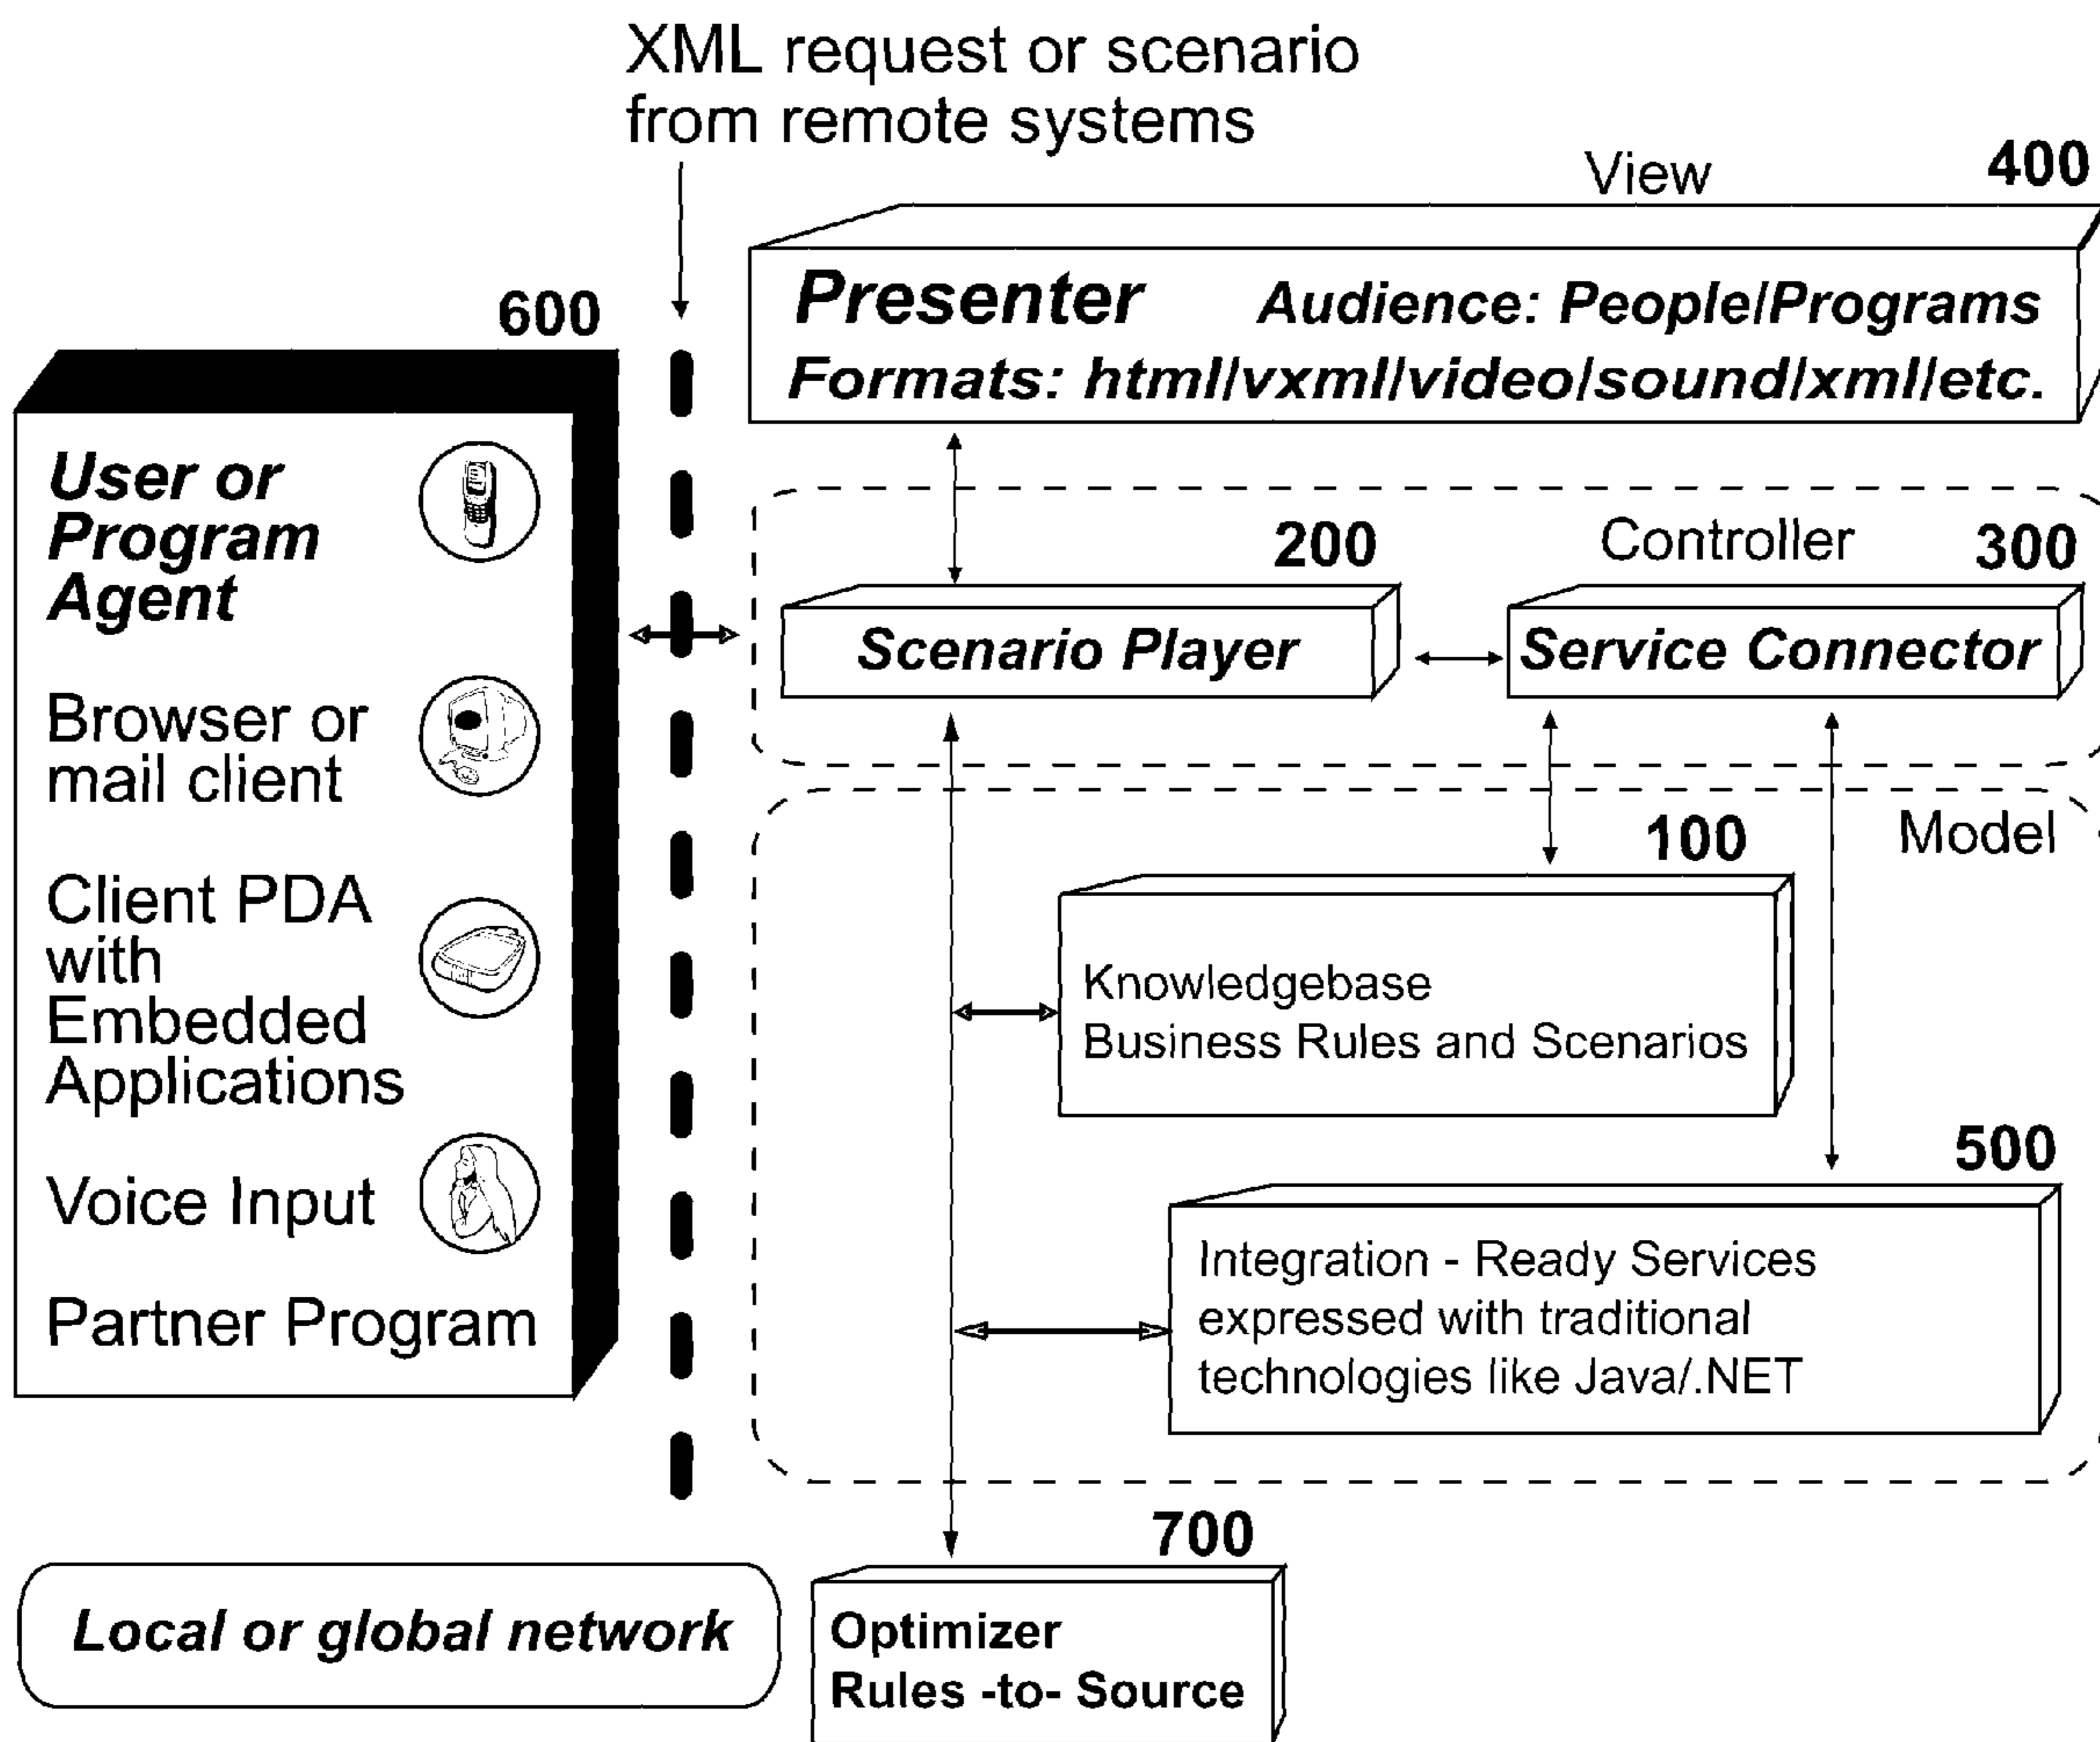 XML request or scenario
from remote systems
View
400
Presenter Audience: People/Programs
Formats: html/vxml/video/sound/xml/etc.
600
User or
Program
Agent
Browser or
mail client
Client PDA
with
Embedded
Applications
Voice Input
Partner Program
200
Controller
300
Scenario Player
Service Connector
Model
100
Knowledgebase
Business Rules and Scenarios
500
Integration - Ready Services
expressed with traditional
technologies like Java/.NET
700
Local or global network
Optimizer
Rules -to- Source